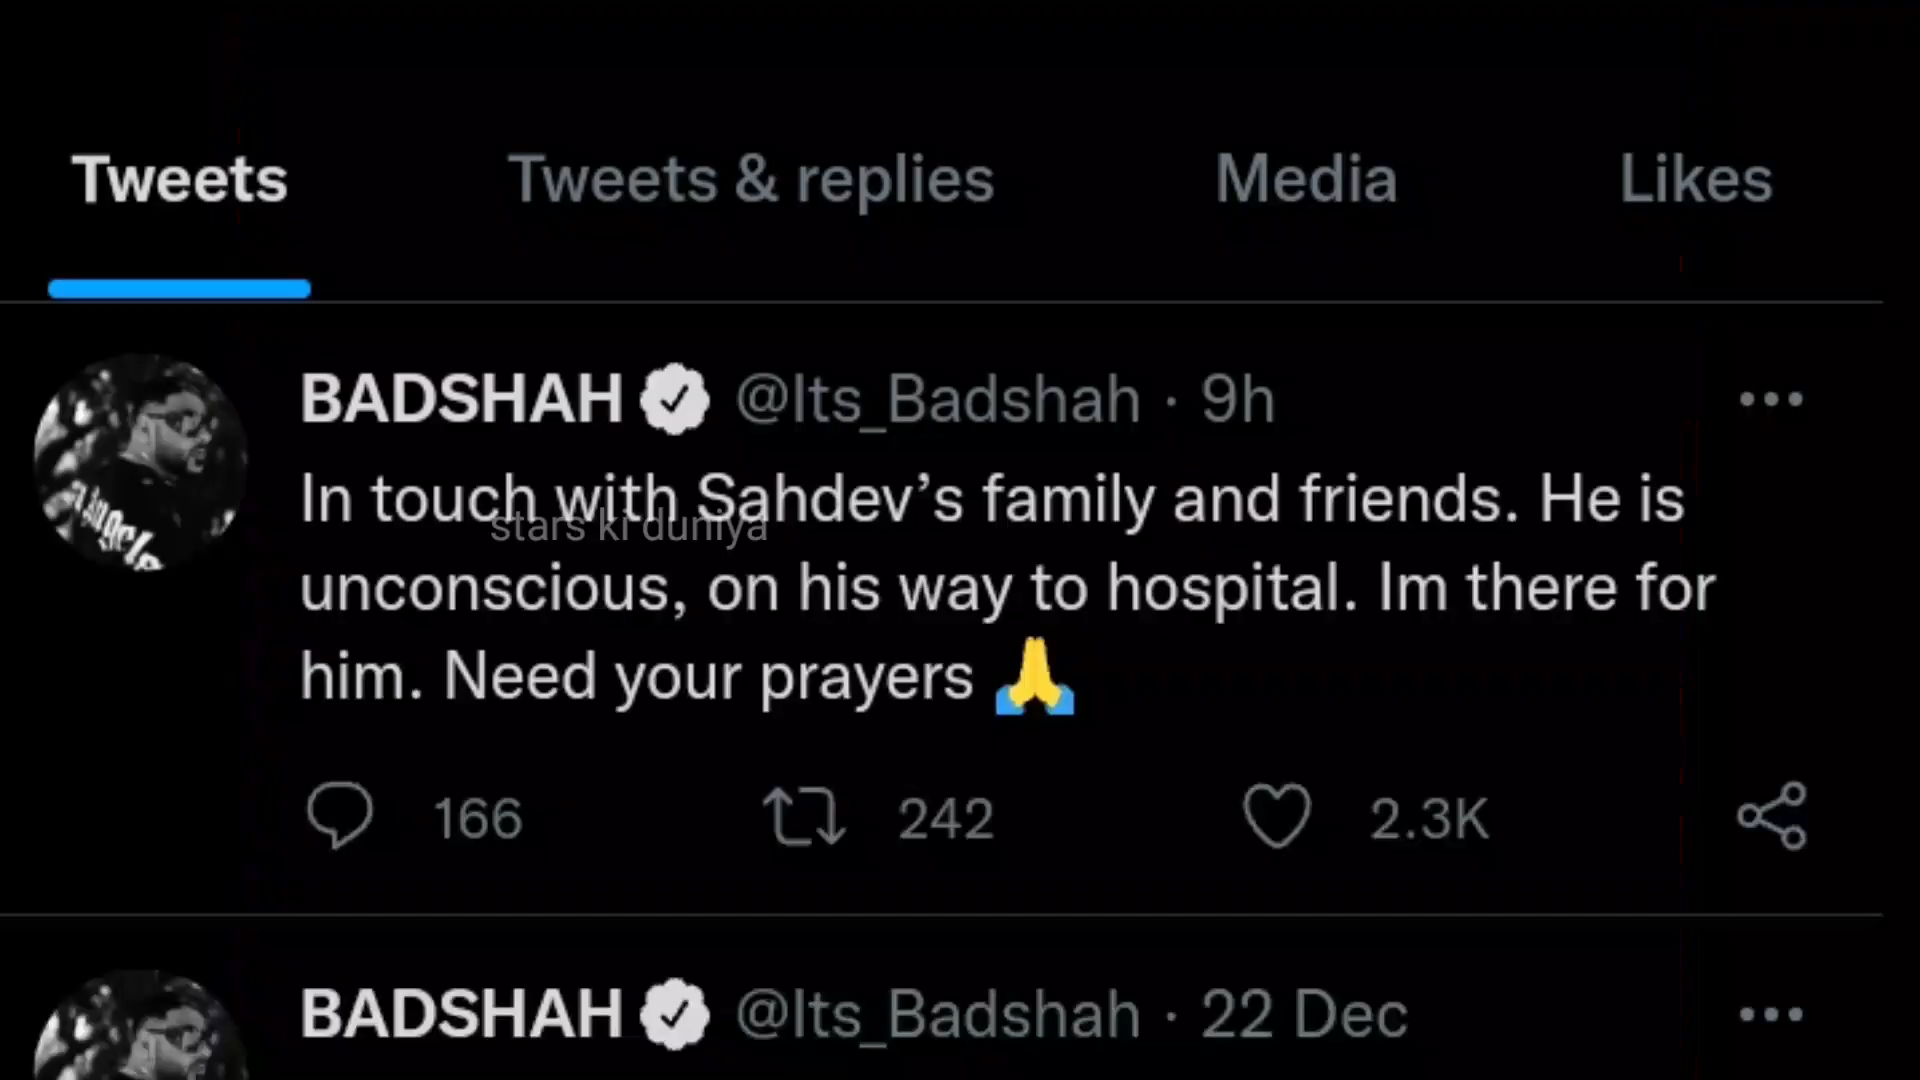 Tweets Tweets & replies Media Likes
BADSHAH @Its_Badshah · 9h
In touch with Sahdev’s family and friends. He is
stars ki duniya
unconscious, on his way to hospital. Im there for
him. Need your prayers 🙏
166 242 2.3K
BADSHAH @Its_Badshah · 22 Dec